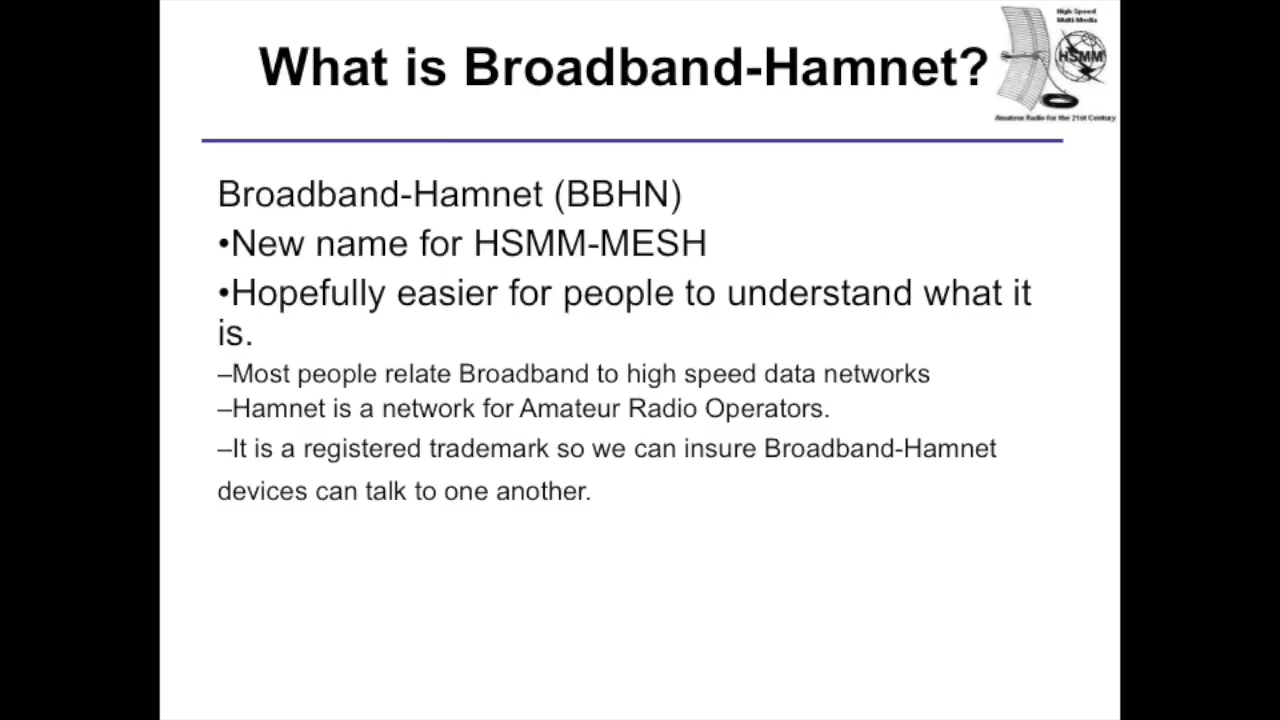 What is Broadband-Hamnet?
High Speed
Multi-Media
HSMM
Amateur Radio for the 21st Century
Broadband-Hamnet (BBHN)
•New name for HSMM-MESH
•Hopefully easier for people to understand what it
is.
–Most people relate Broadband to high speed data networks
–Hamnet is a network for Amateur Radio Operators.
–It is a registered trademark so we can insure Broadband-Hamnet
devices can talk to one another.